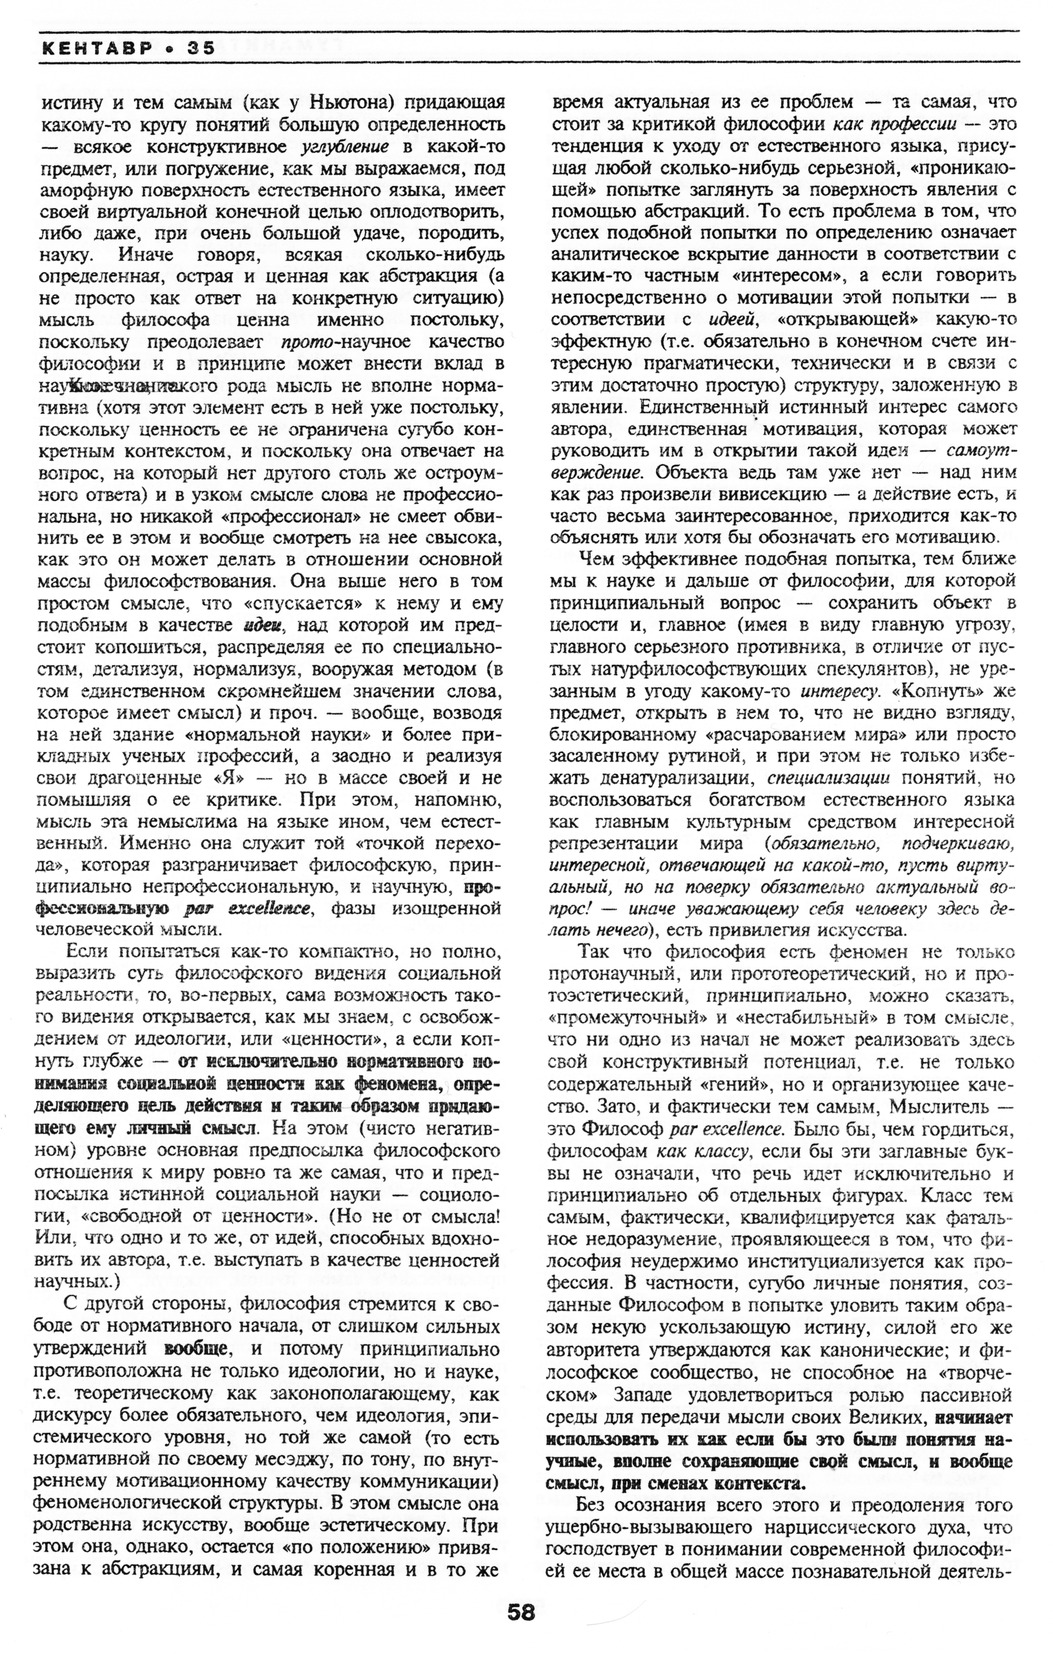 КЕНТАВР • 35
истину и тем самым (как у Ньютона) придающая
какому-то кругу понятий большую определенность
— всякое конструктивное углубление в какой-то
предмет, или погружение, как мы выражаемся, под
аморфную поверхность естественного языка, имеет
своей виртуальной конечной целью оплодотворить,
либо даже, при очень большой удаче, породить,
науку. Иначе говоря, всякая сколько-нибудь
определенная, острая и ценная как абстракция (а
не просто как ответ на конкретную ситуацию)
мысль философа ценна именно постольку,
поскольку преодолевает прото-научное качество
философии и в принципе может внести вклад в
такого рода мысль не вполне норма-
тивна (хотя этот элемент есть в ней уже постольку,
поскольку ценность ее не ограничена сугубо кон-
кретным контекстом, и поскольку она отвечает на
вопрос, на который нет другого столь же остроум-
ного ответа) и в узком смысле слова не профессио-
нальна, но никакой «профессионал» не смеет обви-
нить ее в этом и вообще смотреть на нее свысока,
как это он может делать в отношении основной
массы философствования. Она выше него в том
простом смысле, что «спускается» к нему и ему
подобным в качестве идеи, над которой им пред-
стоит копошиться, распределяя ее по специально-
стям, детализуя, нормализуя, вооружая методом (в
том единственном скромнейшем значении слова,
которое имеет смысл) и проч. — вообще, возводя
на ней здание «нормальной науки» и более при-
кладных ученых профессий, а заодно и реализуя
свои драгоценные «Я» — но в массе своей и не
помышляя о ее критике. При этом, напомню,
мысль эта немыслима на языке ином, чем естест-
венный. Именно она служит той «точкой перехо-
да», которая разграничивает философскую, прин-
ципиально непрофессиональную, и научную, про-
фессиональную par excellence, фазы изощренной
человеческой мысли.
Если попытаться как-то компактно, но полно,
выразить суть философского видения социальной
реальности, то, во-первых, сама возможность тако-
го видения открывается, как мы знаем, с освобож-
дением от идеологии, или «ценности», а если коп-
нуть глубже — от исключительно нормативного по-
нимания социальной ценности как феномена, опре-
деляющего цель действия и таким образом придаю-
щего ему личный смысл. На этом (чисто негатив-
ном) уровне основная предпосылка философского
отношения к миру ровно та же самая, что и пред-
посылка истинной социальной науки — социоло-
гии, «свободной от ценности». (Но не от смысла!
Или, что одно и то же, от идей, способных вдохно-
вить их автора, т.е. выступать в качестве ценностей
научных.)
С другой стороны, философия стремится к сво-
боде от нормативного начала, от слишком сильных
утверждений вообще, и потому принципиально
противоположна не только идеологии, но и науке,
т.е. теоретическому как законополагающему, как
дискурсу более обязательного, чем идеология, эпи-
стемического уровня, но той же самой (то есть
нормативной по своему месэджу, по тону, по внут-
реннему мотивационному качеству коммуникации)
феноменологической структуры. В этом смысле она
родственна искусству, вообще эстетическому. При
этом она, однако, остается «по положению» привя-
зана к абстракциям, и самая коренная и в то же
время актуальная из ее проблем — та самая, что
стоит за критикой философии как профессии — это
тенденция к уходу от естественного языка, прису-
щая любой сколько-нибудь серьезной, «проникаю-
щей» попытке заглянуть за поверхность явления с
помощью абстракций. То есть проблема в том, что
успех подобной попытки по определению означает
аналитическое вскрытие данности в соответствии с
каким-то частным «интересом», а если говорить
непосредственно о мотивации этой попытки — в
соответствии с идеей, «открывающей» какую-то
эффектную (т.е. обязательно в конечном счете ин-
тересную прагматически, технически и в связи с
этим достаточно простую) структуру, заложенную в
явлении. Единственный истинный интерес самого
автора, единственная мотивация, которая может
руководить им в открытии такой идеи — самоут-
верждение. Объекта ведь там уже нет — над ним
как раз произвели вивисекцию — а действие есть, и
часто весьма заинтересованное, приходится как-то
объяснять или хотя бы обозначать его мотивацию.
Чем эффективнее подобная попытка, тем ближе
мы к науке и дальше от философии, для которой
принципиальный вопрос — сохранить объект в
целости и, главное (имея в виду главную угрозу,
главного серьезного противника, в отличие от пус-
тых натурфилософствующих спекулянтов), не уре-
занным в угоду какому-то интересу. «Копнуть» же
предмет, открыть в нем то, что не видно взгляду,
блокированному «расчарованием мира» или просто
засаленному рутиной, и при этом не только избе-
жать денатурализации, специализации понятий, но
воспользоваться богатством естественного языка
как главным культурным средством интересной
репрезентации мира (обязательно, подчеркиваю,
интересной, отвечающей на какой-то, пусть вирту-
альный, но на поверку обязательно актуальный во-
прос! — иначе уважающему себя человеку здесь де-
лать нечего), есть привилегия искусства.
Так что философия есть феномен не только
протонаучный, или прототеоретический, но и про-
тоэстетический, принципиально, можно сказать,
«промежуточный» и «нестабильный» в том смысле,
что ни одно из начал не может реализовать здесь
свой конструктивный потенциал, т.е. не только
содержательный «гений», но и организующее каче-
ство. Зато, и фактически тем самым, Мыслитель —
это Философ par excellence. Было бы, чем гордиться,
философам как классу, если бы эти заглавные бук-
вы не означали, что речь идет исключительно и
принципиально об отдельных фигурах. Класс тем
самым, фактически, квалифицируется как фаталь-
ное недоразумение, проявляющееся в том, что фи-
лософия неудержимо институциализуется как про-
фессия. В частности, сугубо личные понятия, соз-
данные Философом в попытке уловить таким обра-
зом некую ускользающую истину, силой его же
авторитета утверждаются как канонические; и фи-
лософское сообщество, не способное на «творче-
ском» Западе удовлетвориться ролью пассивной
среды для передачи мысли своих Великих, начинает
использовать их как если бы это были понятия на-
учные, вполне сохраняющие свой смысл, и вообще
смысл, при сменах контекста.
Без осознания всего этого и преодоления того
ущербно-вызывающего нарциссического духа, что
господствует в понимании современной философи-
ей ее места в общей массе познавательной деятель-
58